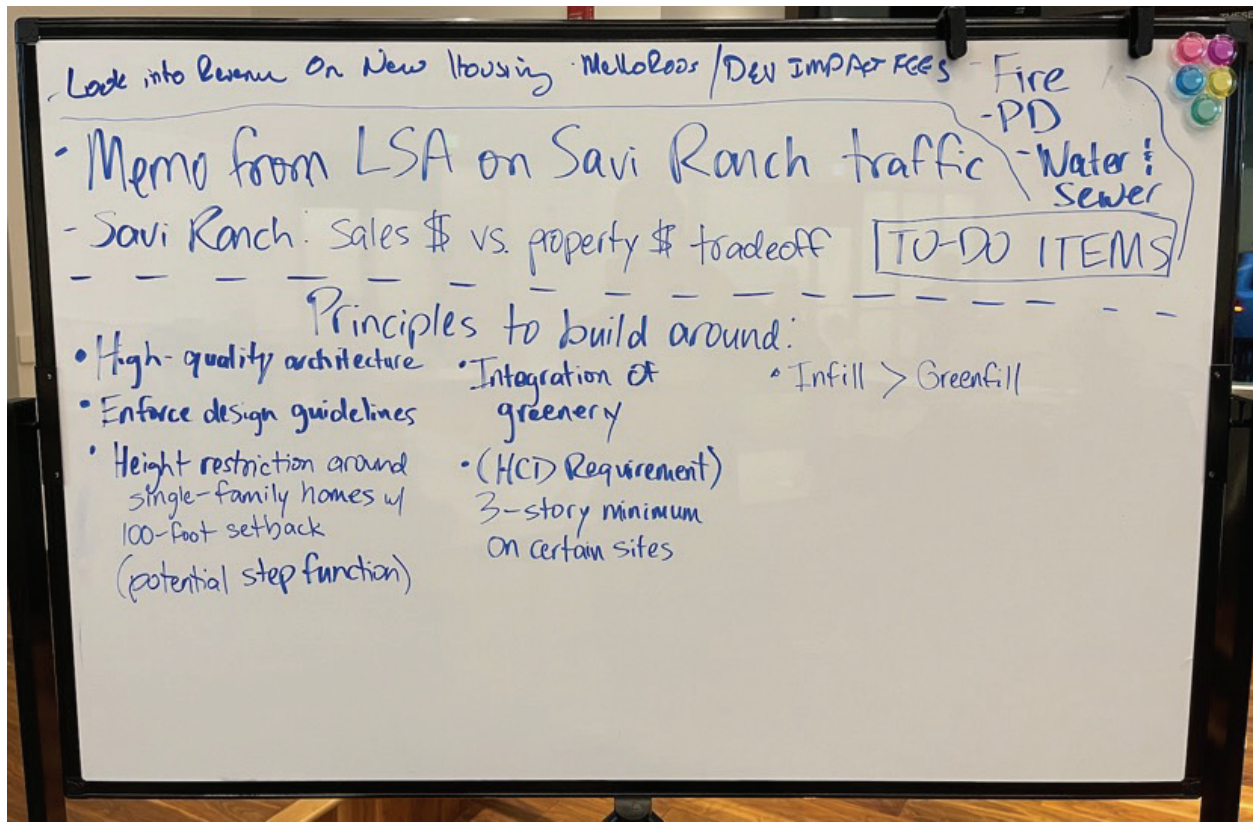 - Look into Revenue On New Housing · MelloRoos / DEV IMPACT FEES
- Fire
- PD
- Water &
Sewer
• Memo from LSA on Savi Ranch traffic
- Savi Ranch: Sales $ vs. property $ tradeoff
TO-DO ITEMS
Principles to build around:
• High-quality architecture
• Enforce design guidelines
• Height restriction around
single-family homes w/
100-foot setback
(potential step function)
• Integration of
greenery
• (HCD Requirement)
3-story minimum
on certain sites
• Infill > Greenfill